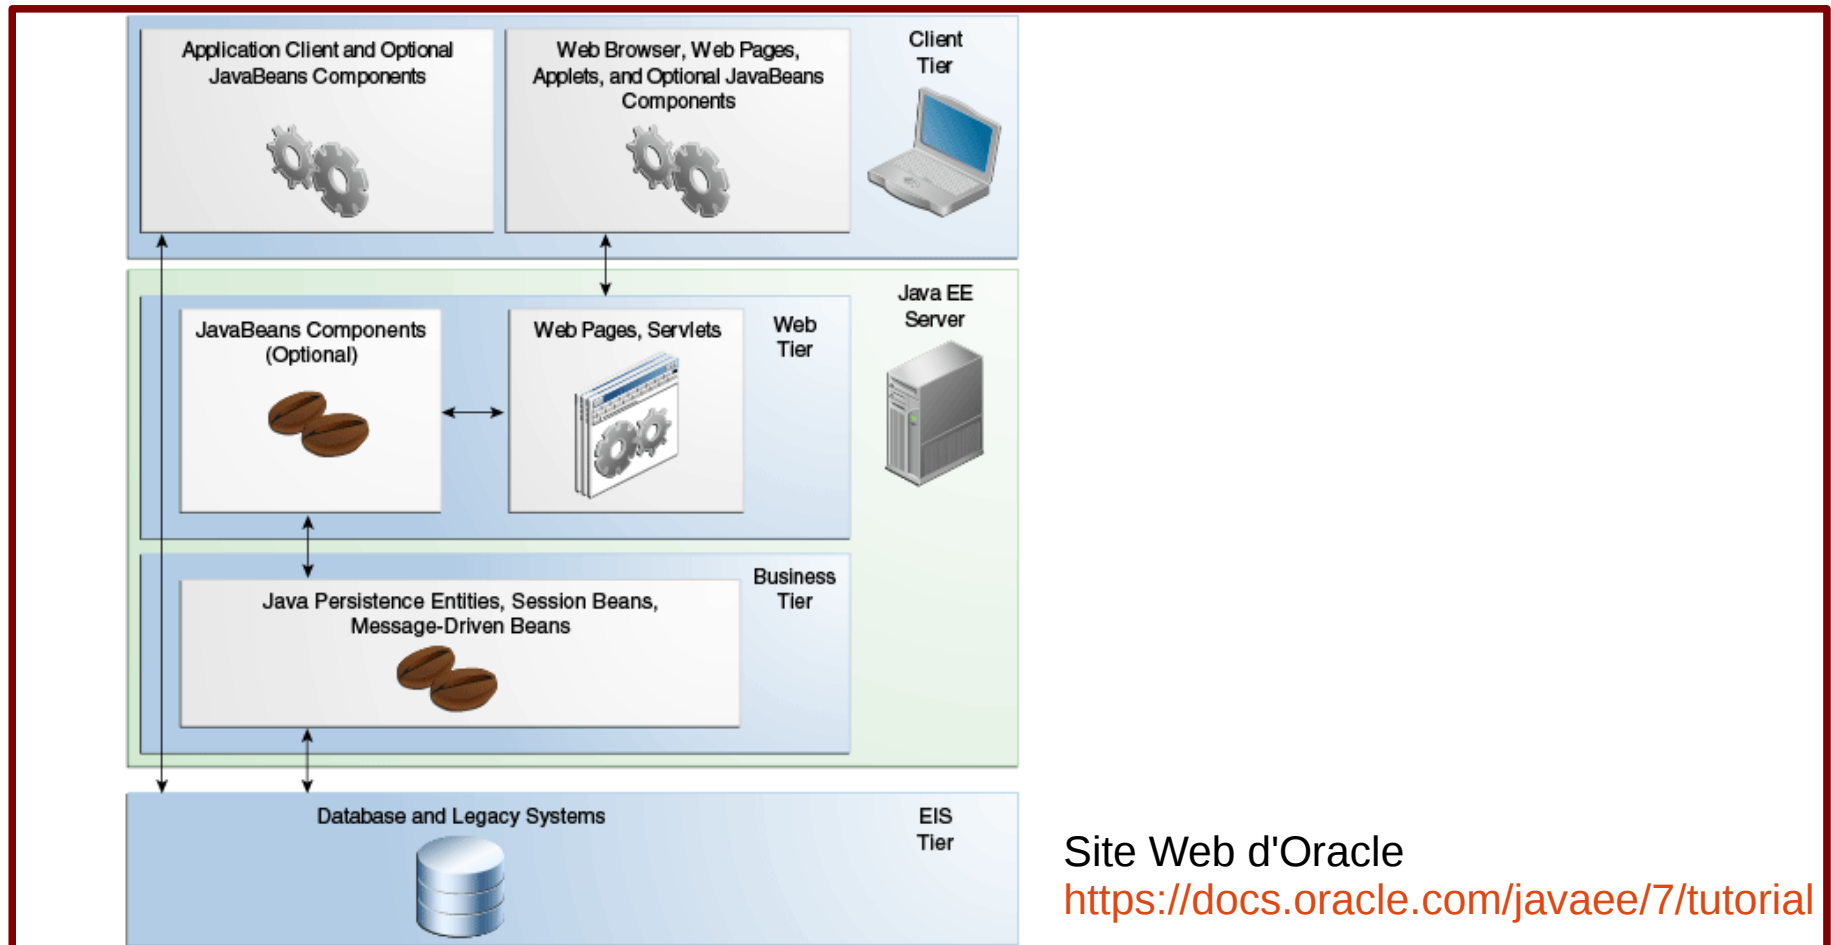 Application Client and Optional
JavaBeans Components
Web Browser, Web Pages,
Applets, and Optional JavaBeans
Components
Client
Tier
Java EE
Server
JavaBeans Components
(Optional)
Web Pages, Servlets
Web
Tier
Business
Tier
Java Persistence Entities, Session Beans,
Message-Driven Beans
Database and Legacy Systems
EIS
Tier
Site Web d'Oracle
https://docs.oracle.com/javaee/7/tutorial